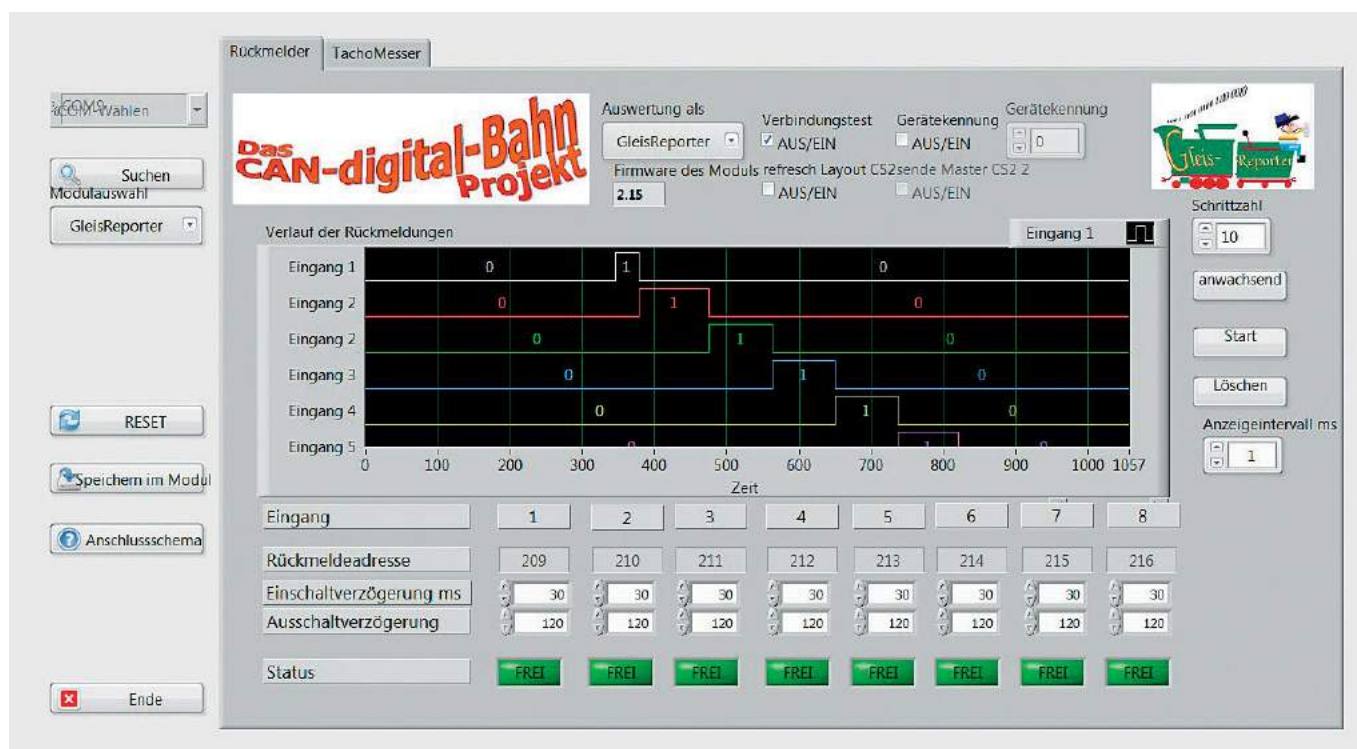 Rückmelder TachoMesser
COM-Wählen
Suchen
Modulauswahl
GleisReporter
RESET
Speichern im Modul
Anschlussschema
Ende
Das
CAN-digital-Bahn
Projekt
Auswertung als
GleisReporter
Firmware des Moduls
2.15
Verbindungstest
AUS/EIN
refresch Layout CS2
AUS/EIN
Gerätekennung
AUS/EIN
sende Master CS2 2
AUS/EIN
Gerätekennung
0
Gleis- Reporter
Verlauf der Rückmeldungen
Eingang 1
Eingang 1 0 1 0
Eingang 2 0 1 0
Eingang 2 0 1 0
Eingang 3 0 1 0
Eingang 4 0 1 0
Eingang 5
0 100 200 300 400 500 600 700 800 900 1000 1057
Zeit
Schrittzahl
10
anwachsend
Start
Löschen
Anzeigeintervall ms
1
Eingang 1 2 3 4 5 6 7 8
Rückmeldeadresse 209 210 211 212 213 214 215 216
Einschaltverzögerung ms 30 30 30 30 30 30 30 30
Ausschaltverzögerung 120 120 120 120 120 120 120 120
Status FREI FREI FREI FREI FREI FREI FREI FREI